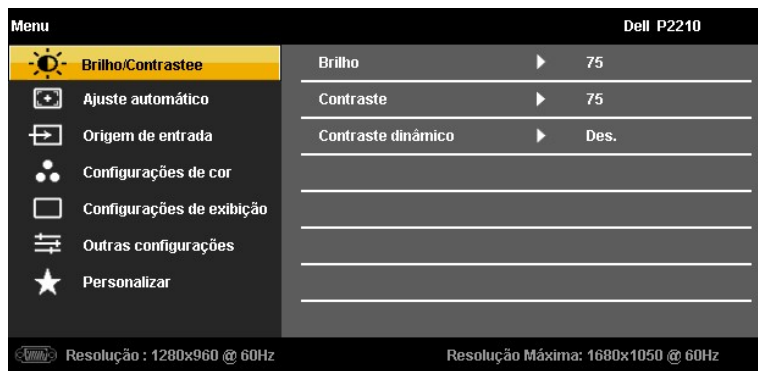 Menu Dell P2210
Brilho/Contrastee
Brilho 75
Ajuste automático
Contraste 75
Origem de entrada
Contraste dinâmico Des.
Configurações de cor
Configurações de exibição
Outras configurações
Personalizar
Resolução : 1280x960 @ 60Hz
Resolução Máxima: 1680x1050 @ 60Hz